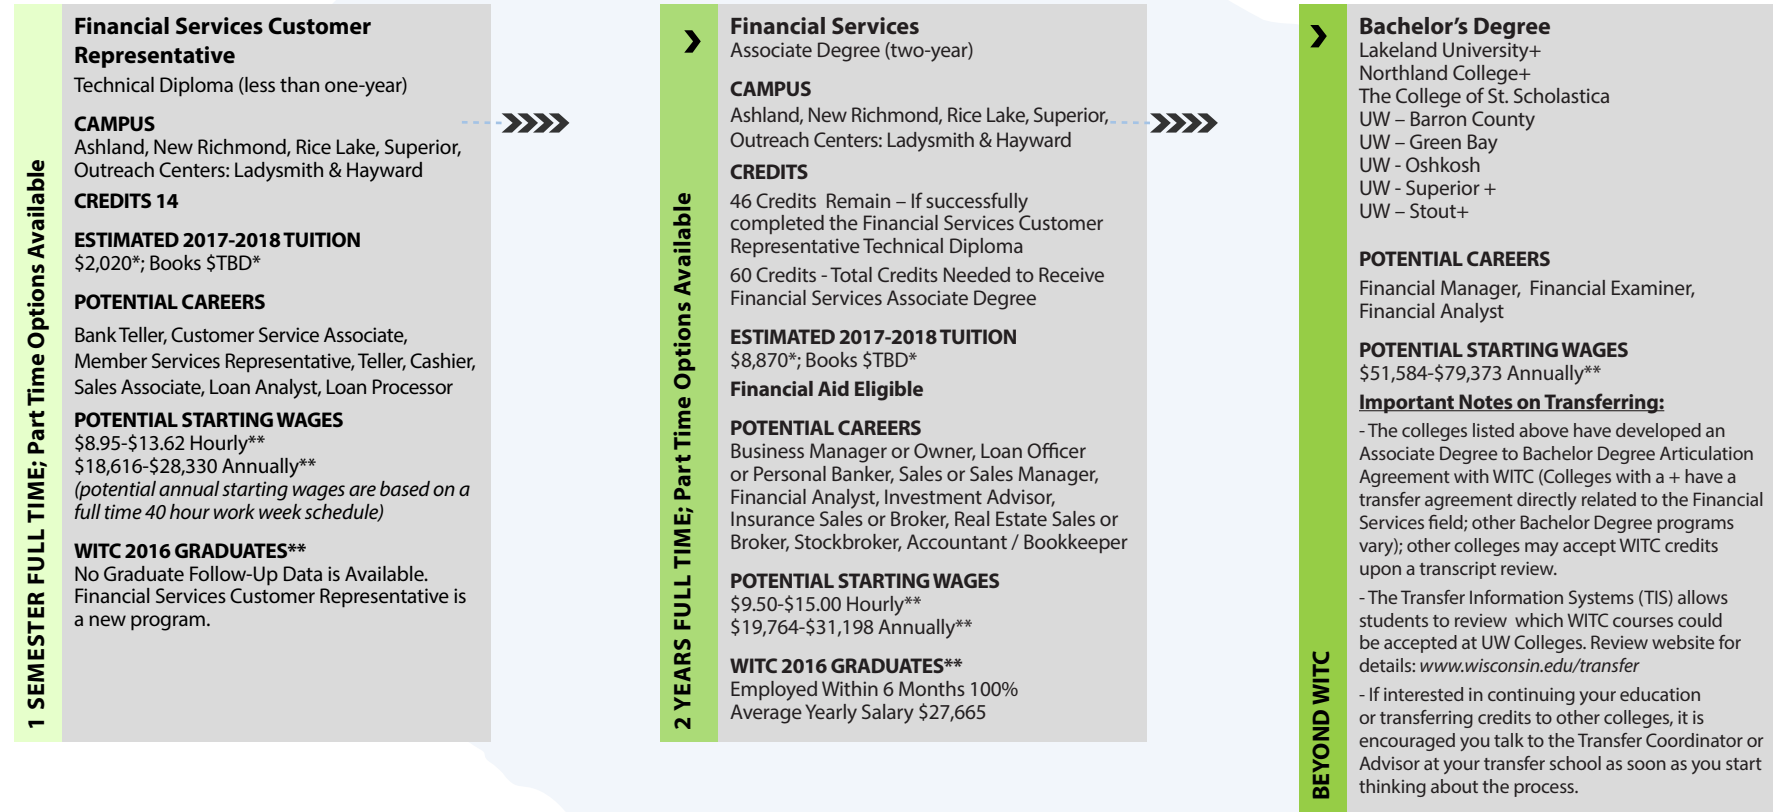 1 SEMESTER FULL TIME; Part Time Options Available
Financial Services Customer
Representative
Technical Diploma (less than one-year)
CAMPUS
Ashland, New Richmond, Rice Lake, Superior,
Outreach Centers: Ladysmith & Hayward
CREDITS 14
ESTIMATED 2017-2018 TUITION
$2,020*; Books $TBD*
POTENTIAL CAREERS
Bank Teller, Customer Service Associate,
Member Services Representative, Teller, Cashier,
Sales Associate, Loan Analyst, Loan Processor
POTENTIAL STARTING WAGES
$8.95-$13.62 Hourly**
$18,616-$28,330 Annually**
(potential annual starting wages are based on a
full time 40 hour work week schedule)
WITC 2016 GRADUATES**
No Graduate Follow-Up Data is Available.
Financial Services Customer Representative is
a new program.
2 YEARS FULL TIME; Part Time Options Available
Financial Services
Associate Degree (two-year)
CAMPUS
Ashland, New Richmond, Rice Lake, Superior,
Outreach Centers: Ladysmith & Hayward
CREDITS
46 Credits Remain – If successfully
completed the Financial Services Customer
Representative Technical Diploma
60 Credits - Total Credits Needed to Receive
Financial Services Associate Degree
ESTIMATED 2017-2018 TUITION
$8,870*; Books $TBD*
Financial Aid Eligible
POTENTIAL CAREERS
Business Manager or Owner, Loan Officer
or Personal Banker, Sales or Sales Manager,
Financial Analyst, Investment Advisor,
Insurance Sales or Broker, Real Estate Sales or
Broker, Stockbroker, Accountant / Bookkeeper
POTENTIAL STARTING WAGES
$9.50-$15.00 Hourly**
$19,764-$31,198 Annually**
WITC 2016 GRADUATES**
Employed Within 6 Months 100%
Average Yearly Salary $27,665
BEYOND WITC
Bachelor’s Degree
Lakeland University+
Northland College+
The College of St. Scholastica
UW – Barron County
UW – Green Bay
UW - Oshkosh
UW - Superior +
UW – Stout+
POTENTIAL CAREERS
Financial Manager, Financial Examiner,
Financial Analyst
POTENTIAL STARTING WAGES
$51,584-$79,373 Annually**
Important Notes on Transferring:
- The colleges listed above have developed an
Associate Degree to Bachelor Degree Articulation
Agreement with WITC (Colleges with a + have a
transfer agreement directly related to the Financial
Services field; other Bachelor Degree programs
vary); other colleges may accept WITC credits
upon a transcript review.
- The Transfer Information Systems (TIS) allows
students to review which WITC courses could
be accepted at UW Colleges. Review website for
details: www.wisconsin.edu/transfer
- If interested in continuing your education
or transferring credits to other colleges, it is
encouraged you talk to the Transfer Coordinator or
Advisor at your transfer school as soon as you start
thinking about the process.